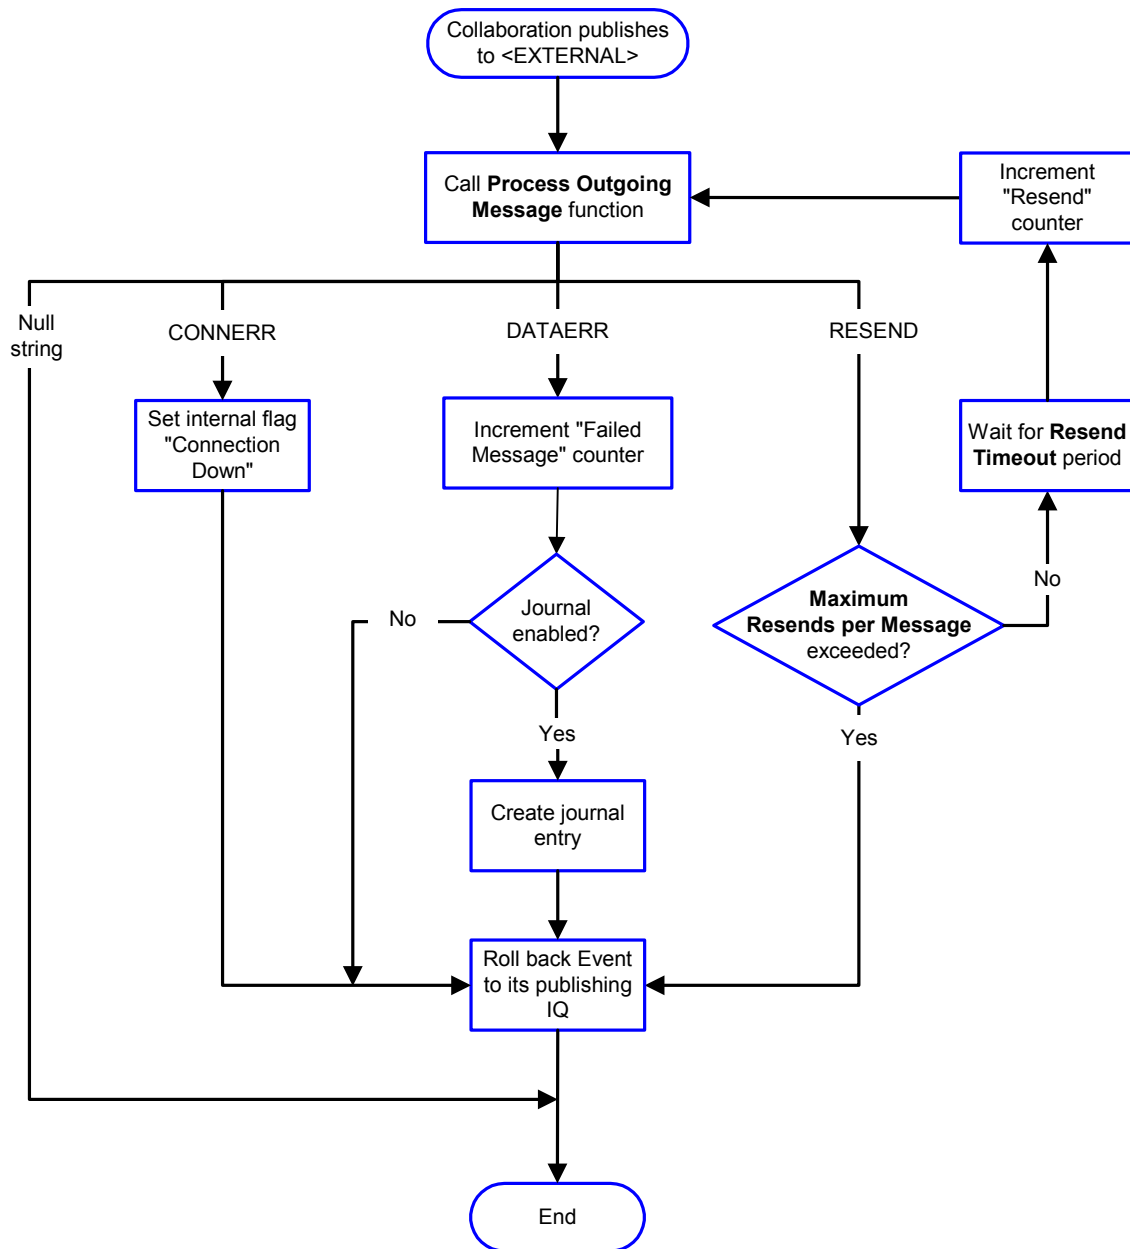 Collaboration publishes
to <EXTERNAL>
Call Process Outgoing
Message function
Increment
"Resend"
counter
Null
string
CONNERR
DATAERR
RESEND
Set internal flag
"Connection
Down"
Increment "Failed
Message" counter
Wait for Resend
Timeout period
No
Journal
enabled?
Maximum
Resends per Message
exceeded?
No
Yes
Yes
Create journal
entry
Roll back Event
to its publishing
IQ
End